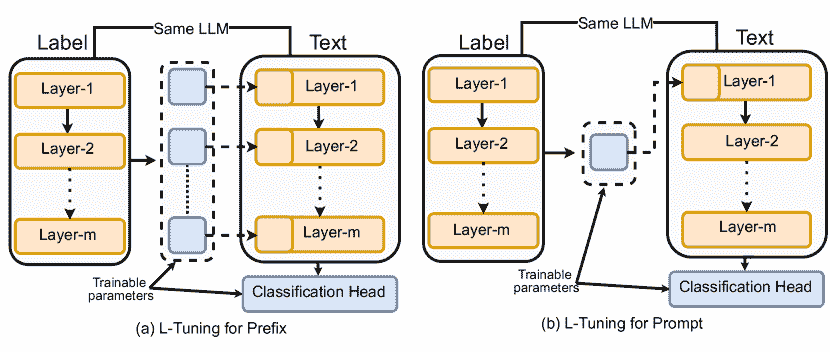 Same LLM
Label
Text
Layer-1
Layer-2
Layer-m
Layer-1
Layer-2
Layer-m
Trainable
parameters
Classification Head
(a) L-Tuning for Prefix
Same LLM
Label
Text
Layer-1
Layer-2
Layer-m
Layer-1
Layer-2
Layer-m
Trainable
parameters
Classification Head
(b) L-Tuning for Prompt